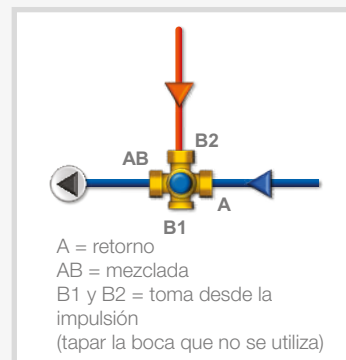 B2
AB
A
B1
A = retorno
AB = mezclada
B1 y B2 = toma desde la
impulsión
(tapar la boca que no se utiliza)